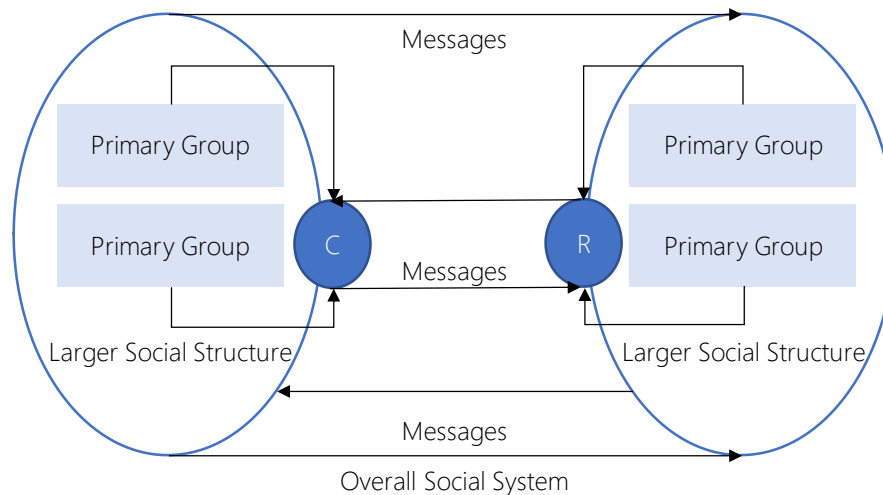 Messages
Primary Group
Primary Group
Primary Group
Primary Group
C
R
Messages
Larger Social Structure
Larger Social Structure
Messages
Overall Social System